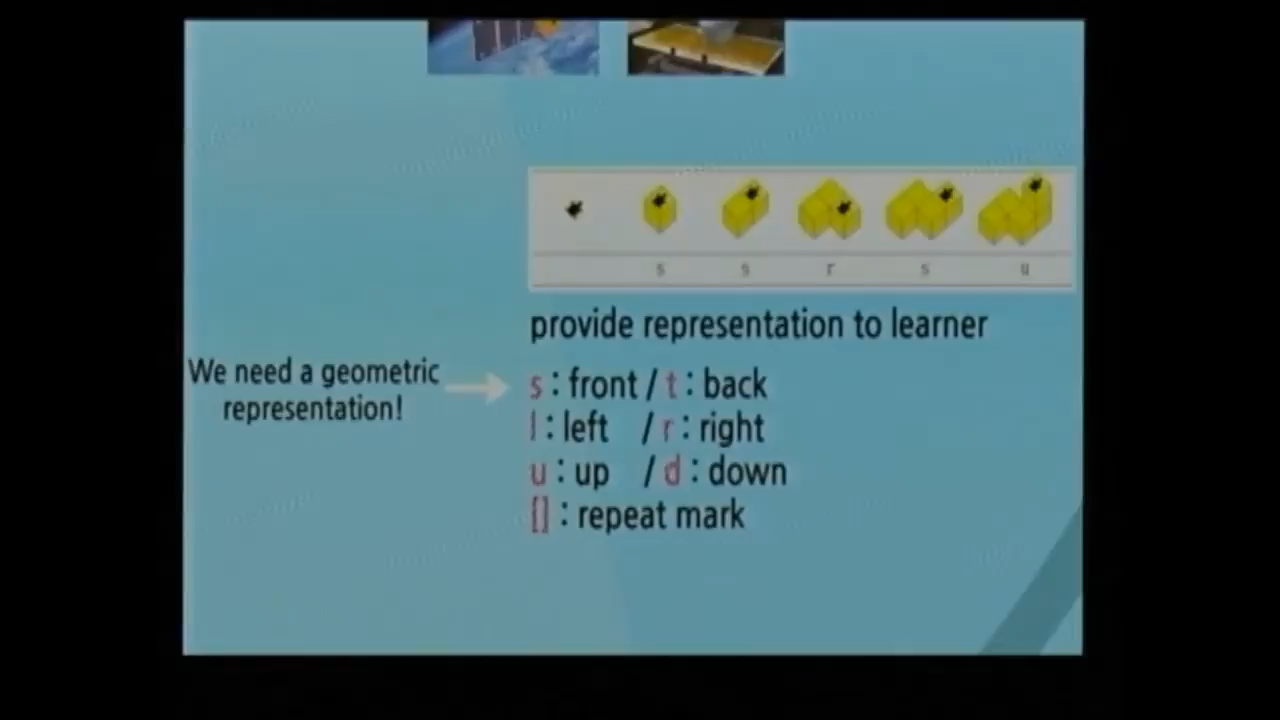 s s r s u
provide representation to learner
We need a geometric
representation!
s : front / t : back
l : left / r : right
u : up / d : down
[] : repeat mark